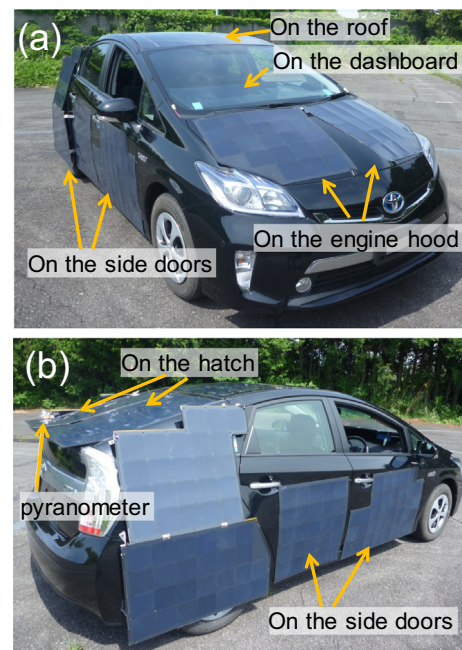 (a)
On the roof
On the dashboard
On the side doors
On the engine hood
(b)
On the hatch
pyranometer
On the side doors